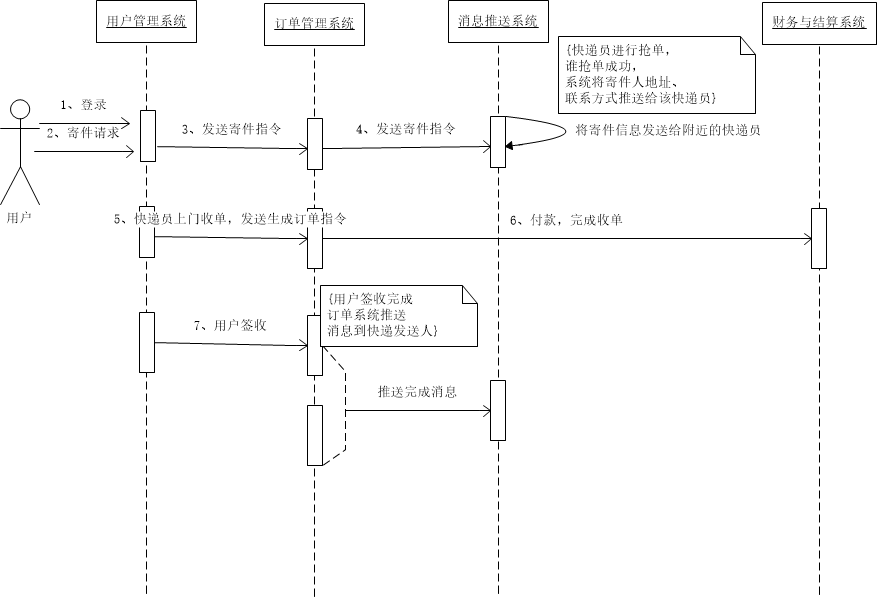 用户管理系统
订单管理系统
消息推送系统
财务与结算系统
{快递员进行抢单，
谁抢单成功，
系统将寄件人地址、
联系方式推送给该快递员}
1、登录
2、寄件请求
3、发送寄件指令
4、发送寄件指令
将寄件信息发送给附近的快递员
用户
5、快递员上门收单，发送生成订单指令
6、付款，完成收单
{用户签收完成
订单系统推送
消息到快递发送人}
7、用户签收
推送完成消息